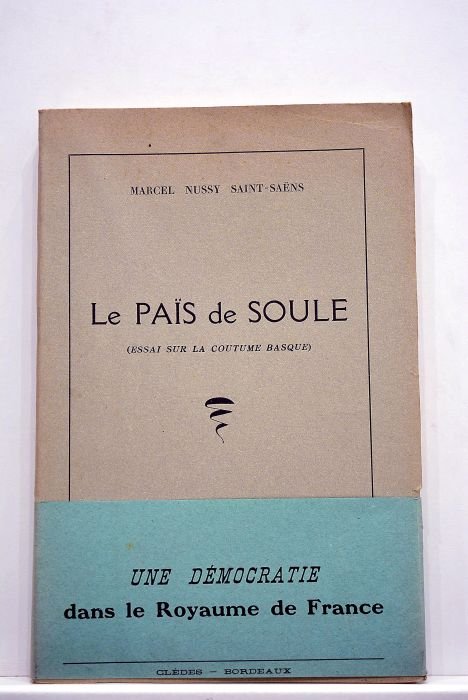 MARCEL NUSSY SAINT-SAËNS
Le PAÏS de SOULE
(ESSAI SUR LA COUTUME BASQUE)
UNE DÉMOCRATIE
dans le Royaume de France
CLÈDES — BORDEAUX